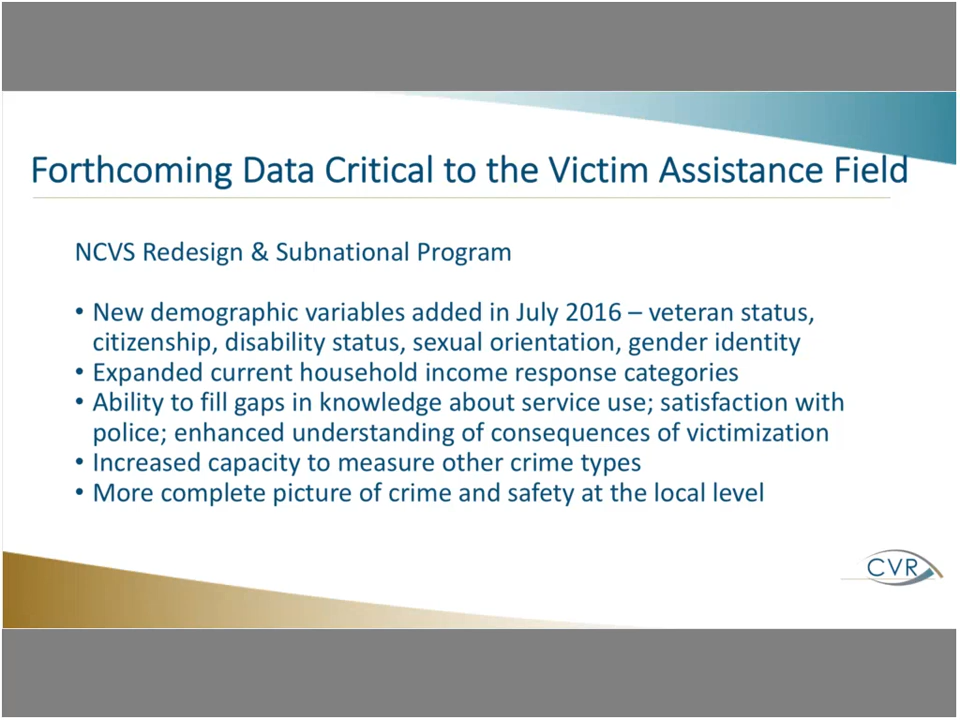 Forthcoming Data Critical to the Victim Assistance Field
NCVS Redesign & Subnational Program
• New demographic variables added in July 2016 – veteran status,
citizenship, disability status, sexual orientation, gender identity
• Expanded current household income response categories
• Ability to fill gaps in knowledge about service use; satisfaction with
police; enhanced understanding of consequences of victimization
• Increased capacity to measure other crime types
• More complete picture of crime and safety at the local level
CVR